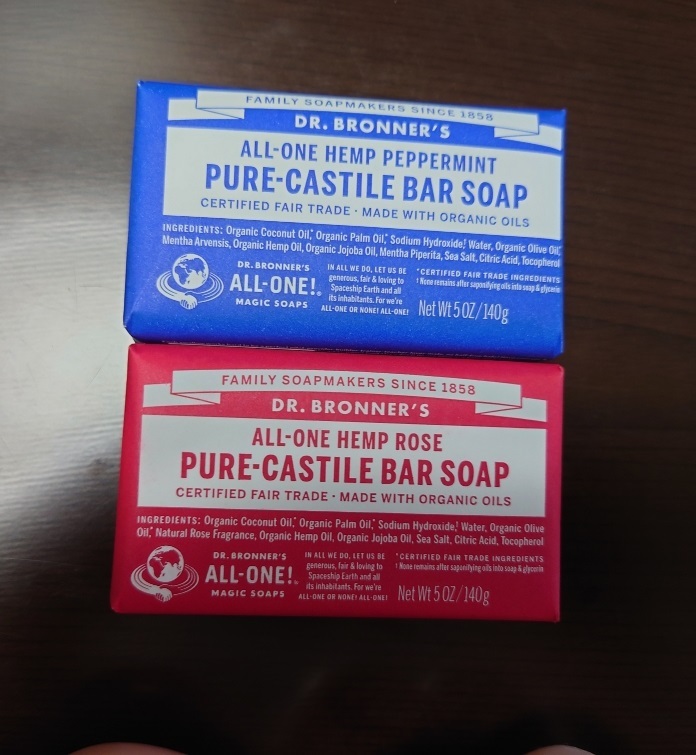 FAMILY SOAPMAKERS SINCE 1858
DR. BRONNER'S
ALL-ONE HEMP PEPPERMINT
PURE-CASTILE BAR SOAP
CERTIFIED FAIR TRADE · MADE WITH ORGANIC OILS
INGREDIENTS: Organic Coconut Oil,* Organic Palm Oil,* Sodium Hydroxide,† Water, Organic Olive Oil,*
Mentha Arvensis, Organic Hemp Oil, Organic Jojoba Oil, Mentha Piperita, Sea Salt, Citric Acid, Tocopherol
DR. BRONNER'S
ALL-ONE!®
MAGIC SOAPS
IN ALL WE DO, LET US BE
generous, fair & loving to
Spaceship Earth and all
its inhabitants. For we're
ALL-ONE OR NONE! ALL-ONE!
*CERTIFIED FAIR TRADE INGREDIENTS
† None remains after saponifying oils into soap & glycerin
Net Wt 5 OZ/140g
FAMILY SOAPMAKERS SINCE 1858
DR. BRONNER'S
ALL-ONE HEMP ROSE
PURE-CASTILE BAR SOAP
CERTIFIED FAIR TRADE · MADE WITH ORGANIC OILS
INGREDIENTS: Organic Coconut Oil,* Organic Palm Oil,* Sodium Hydroxide,† Water, Organic Olive
Oil,* Natural Rose Fragrance, Organic Hemp Oil, Organic Jojoba Oil, Sea Salt, Citric Acid, Tocopherol
DR. BRONNER'S
ALL-ONE!®
MAGIC SOAPS
IN ALL WE DO, LET US BE
generous, fair & loving to
Spaceship Earth and all
its inhabitants. For we're
ALL-ONE OR NONE! ALL-ONE!
*CERTIFIED FAIR TRADE INGREDIENTS
† None remains after saponifying oils into soap & glycerin
Net Wt 5 OZ/140g